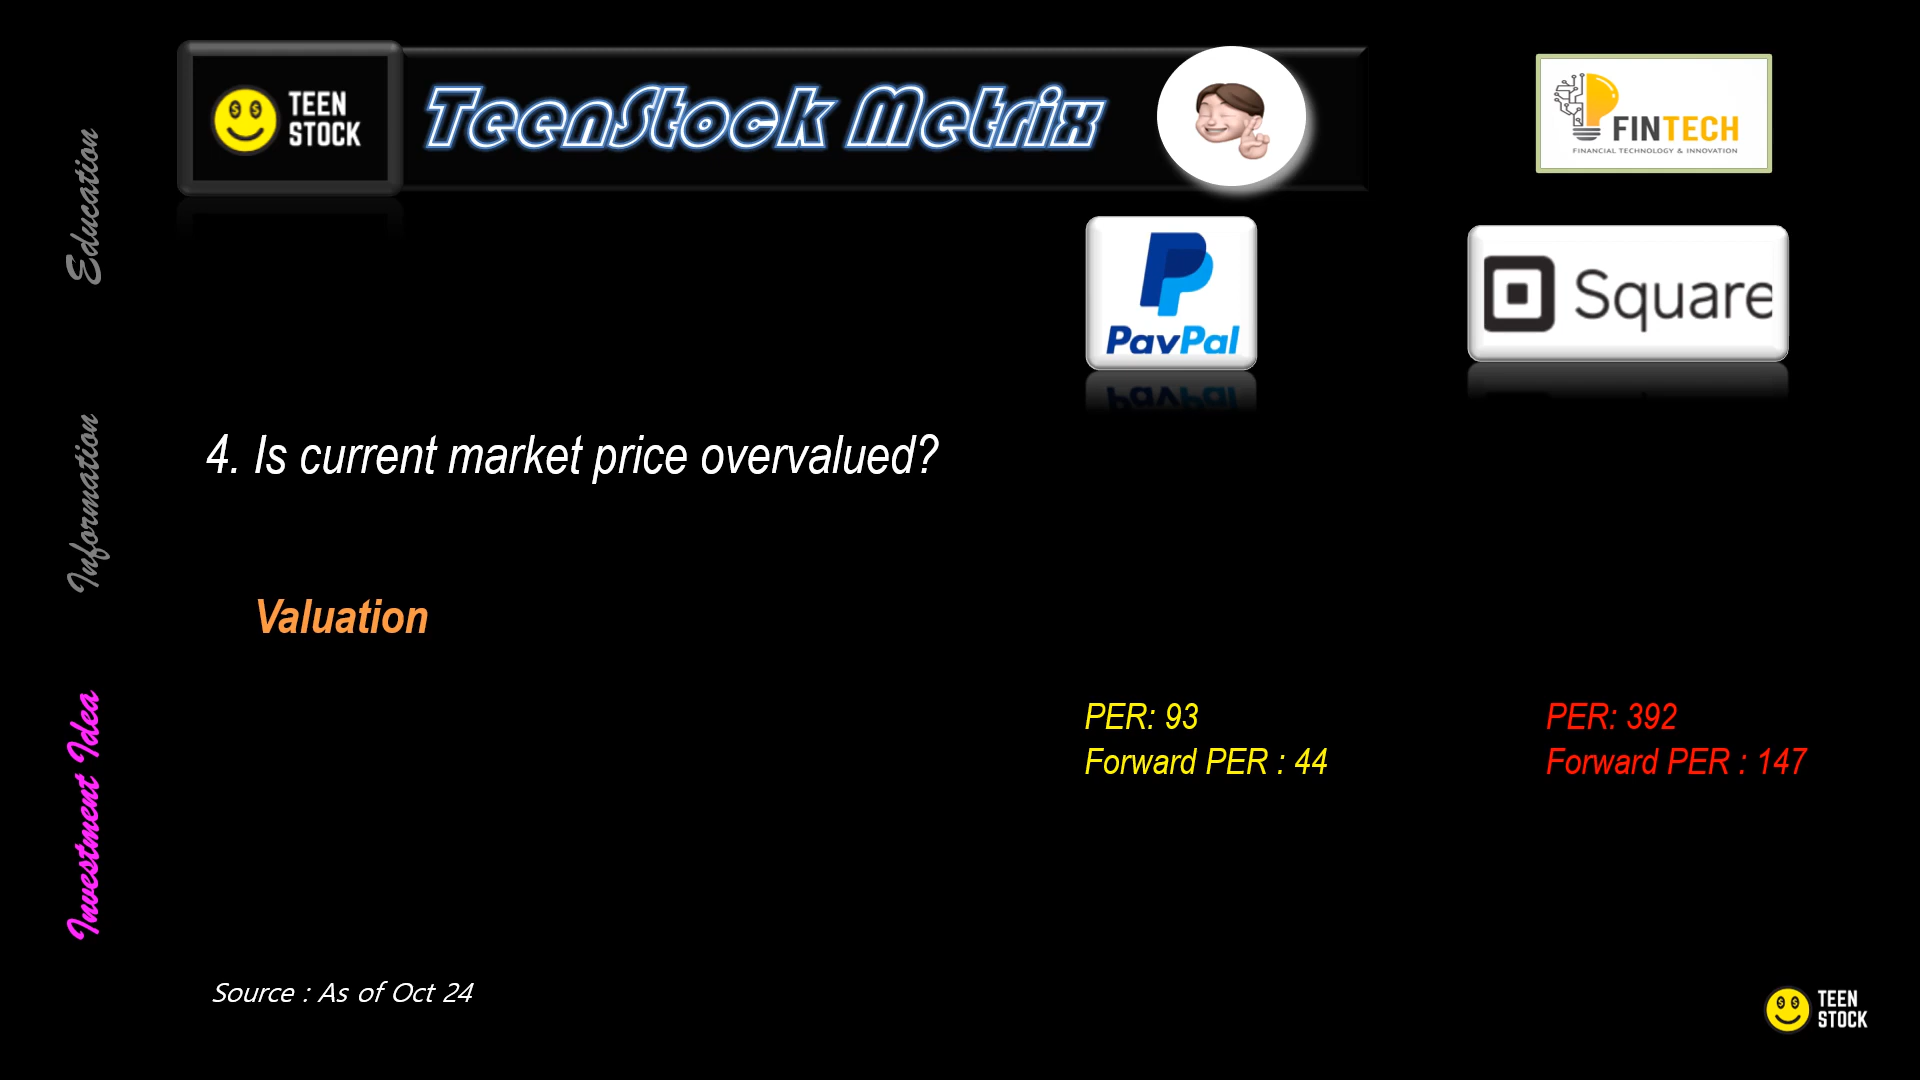 TEEN
STOCK
TeenStock Metrix
FINTECH
FINANCIAL TECHNOLOGY & INNOVATION
Education
PayPal
Square
4. Is current market price overvalued?
Information
Valuation
PER: 93
Forward PER : 44
PER: 392
Forward PER : 147
Investment Idea
Source : As of Oct 24
TEEN
STOCK